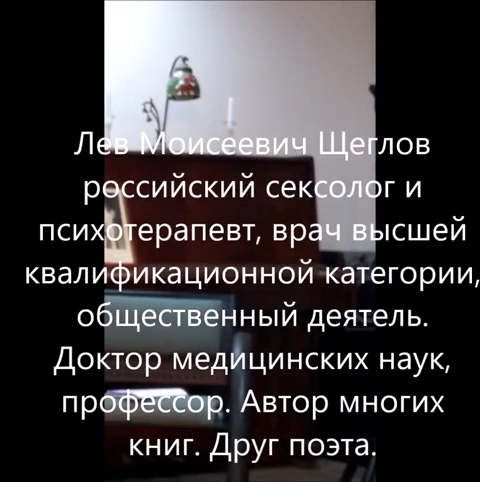 Лев Моисеевич Щеглов
российский сексолог и
психотерапевт, врач высшей
квалификационной категории,
общественный деятель.
Доктор медицинских наук,
профессор. Автор многих
книг. Друг поэта.